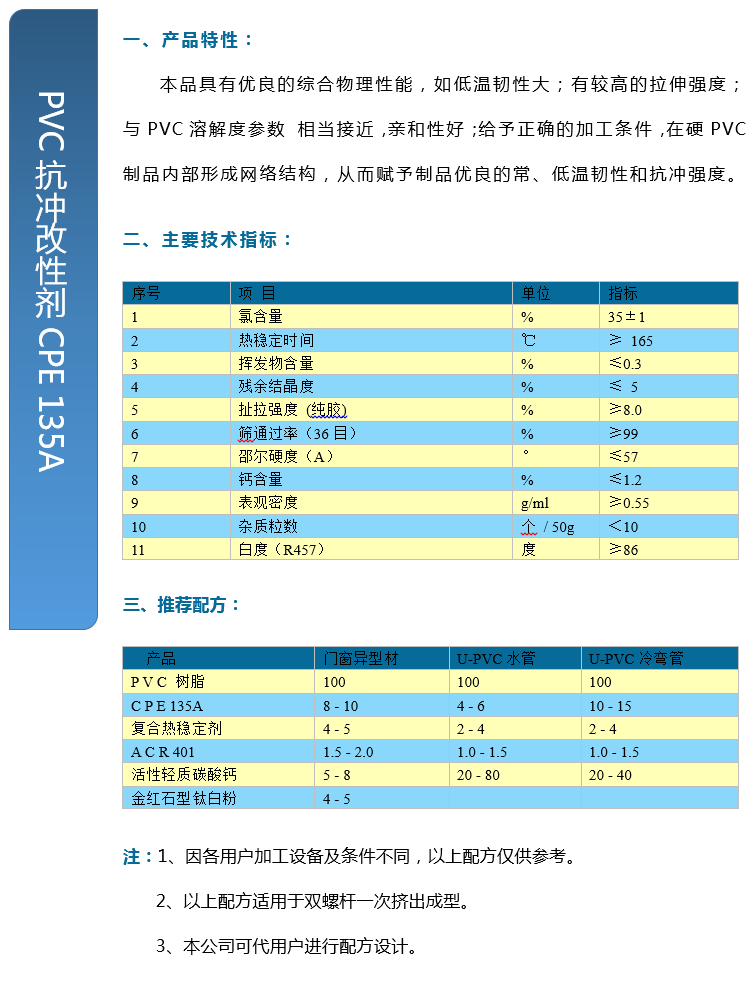 PVC 抗冲改性剂 CPE 135A
一、产品特性：
本品具有优良的综合物理性能，如低温韧性大；有较高的拉伸强度；
与 PVC 溶解度参数 相当接近，亲和性好；给予正确的加工条件，在硬 PVC
制品内部形成网络结构，从而赋予制品优良的常、低温韧性和抗冲强度。
二、主要技术指标：
序号 项 目 单位 指标
1 氯含量 % 35±1
2 热稳定时间 ℃ ≥ 165
3 挥发物含量 % ≤0.3
4 残余结晶度 % ≤ 5
5 扯拉强度 (纯胶) % ≥8.0
6 筛通过率（36 目） % ≥99
7 邵尔硬度（A） ° ≤57
8 钙含量 % ≤1.2
9 表观密度 g/ml ≥0.55
10 杂质粒数 个 / 50g ＜10
11 白度（R457） 度 ≥86
三、推荐配方：
产品 门窗异型材 U-PVC 水管 U-PVC 冷弯管
P V C 树脂 100 100 100
C P E 135A 8 - 10 4 - 6 10 - 15
复合热稳定剂 4 - 5 2 - 4 2 - 4
A C R 401 1.5 - 2.0 1.0 - 1.5 1.0 - 1.5
活性轻质碳酸钙 5 - 8 20 - 80 20 - 40
金红石型钛白粉 4 - 5
注：1、因各用户加工设备及条件不同，以上配方仅供参考。
2、以上配方适用于双螺杆一次挤出成型。
3、本公司可代用户进行配方设计。